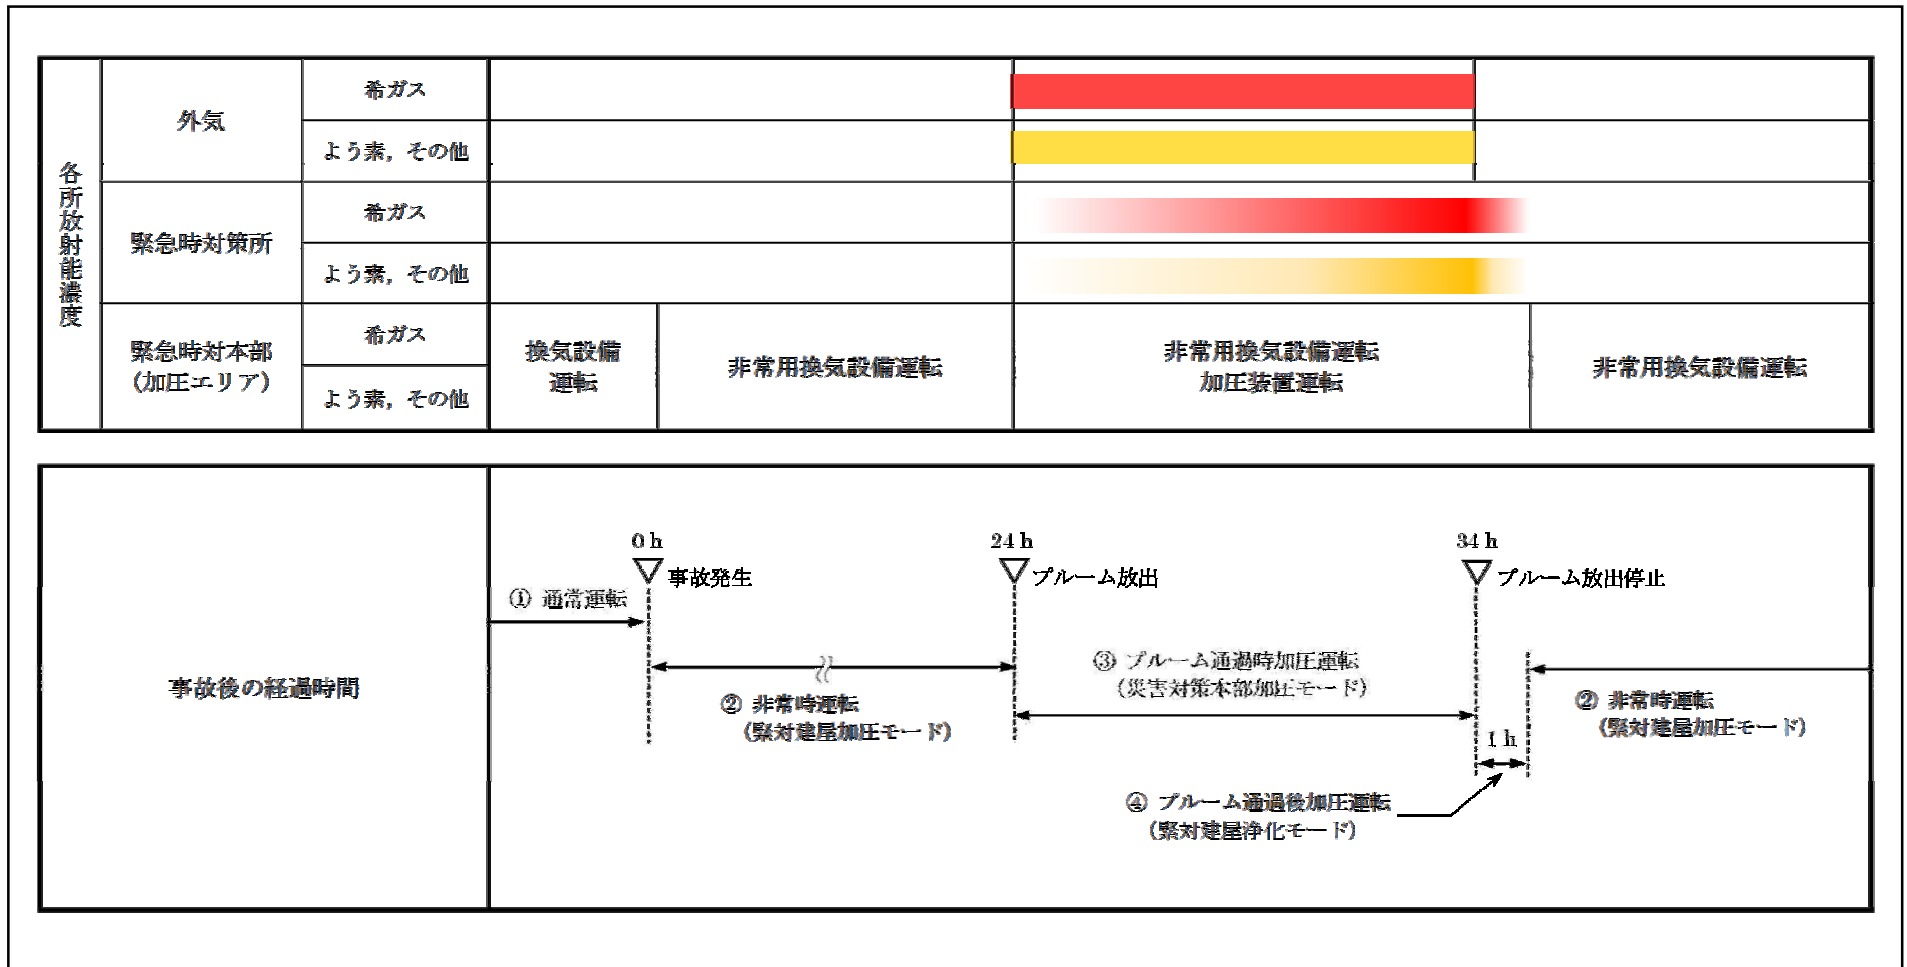 各所放射能濃度
外気
希ガス
よう素，その他
緊急時対策所
希ガス
よう素，その他
緊急時対本部
（加圧エリア）
希ガス
よう素，その他
換気設備
運転
非常用換気設備運転
非常用換気設備運転
加圧装置運転
非常用換気設備運転
事故後の経過時間
0 h
事故発生
24 h
プルーム放出
34 h
プルーム放出停止
① 通常運転
② 非常時運転
（緊対建屋加圧モード）
③ プルーム通過時加圧運転
（災害対策本部加圧モード）
1 h
② 非常時運転
（緊対建屋加圧モード）
④ プルーム通過後加圧運転
（緊対建屋浄化モード）